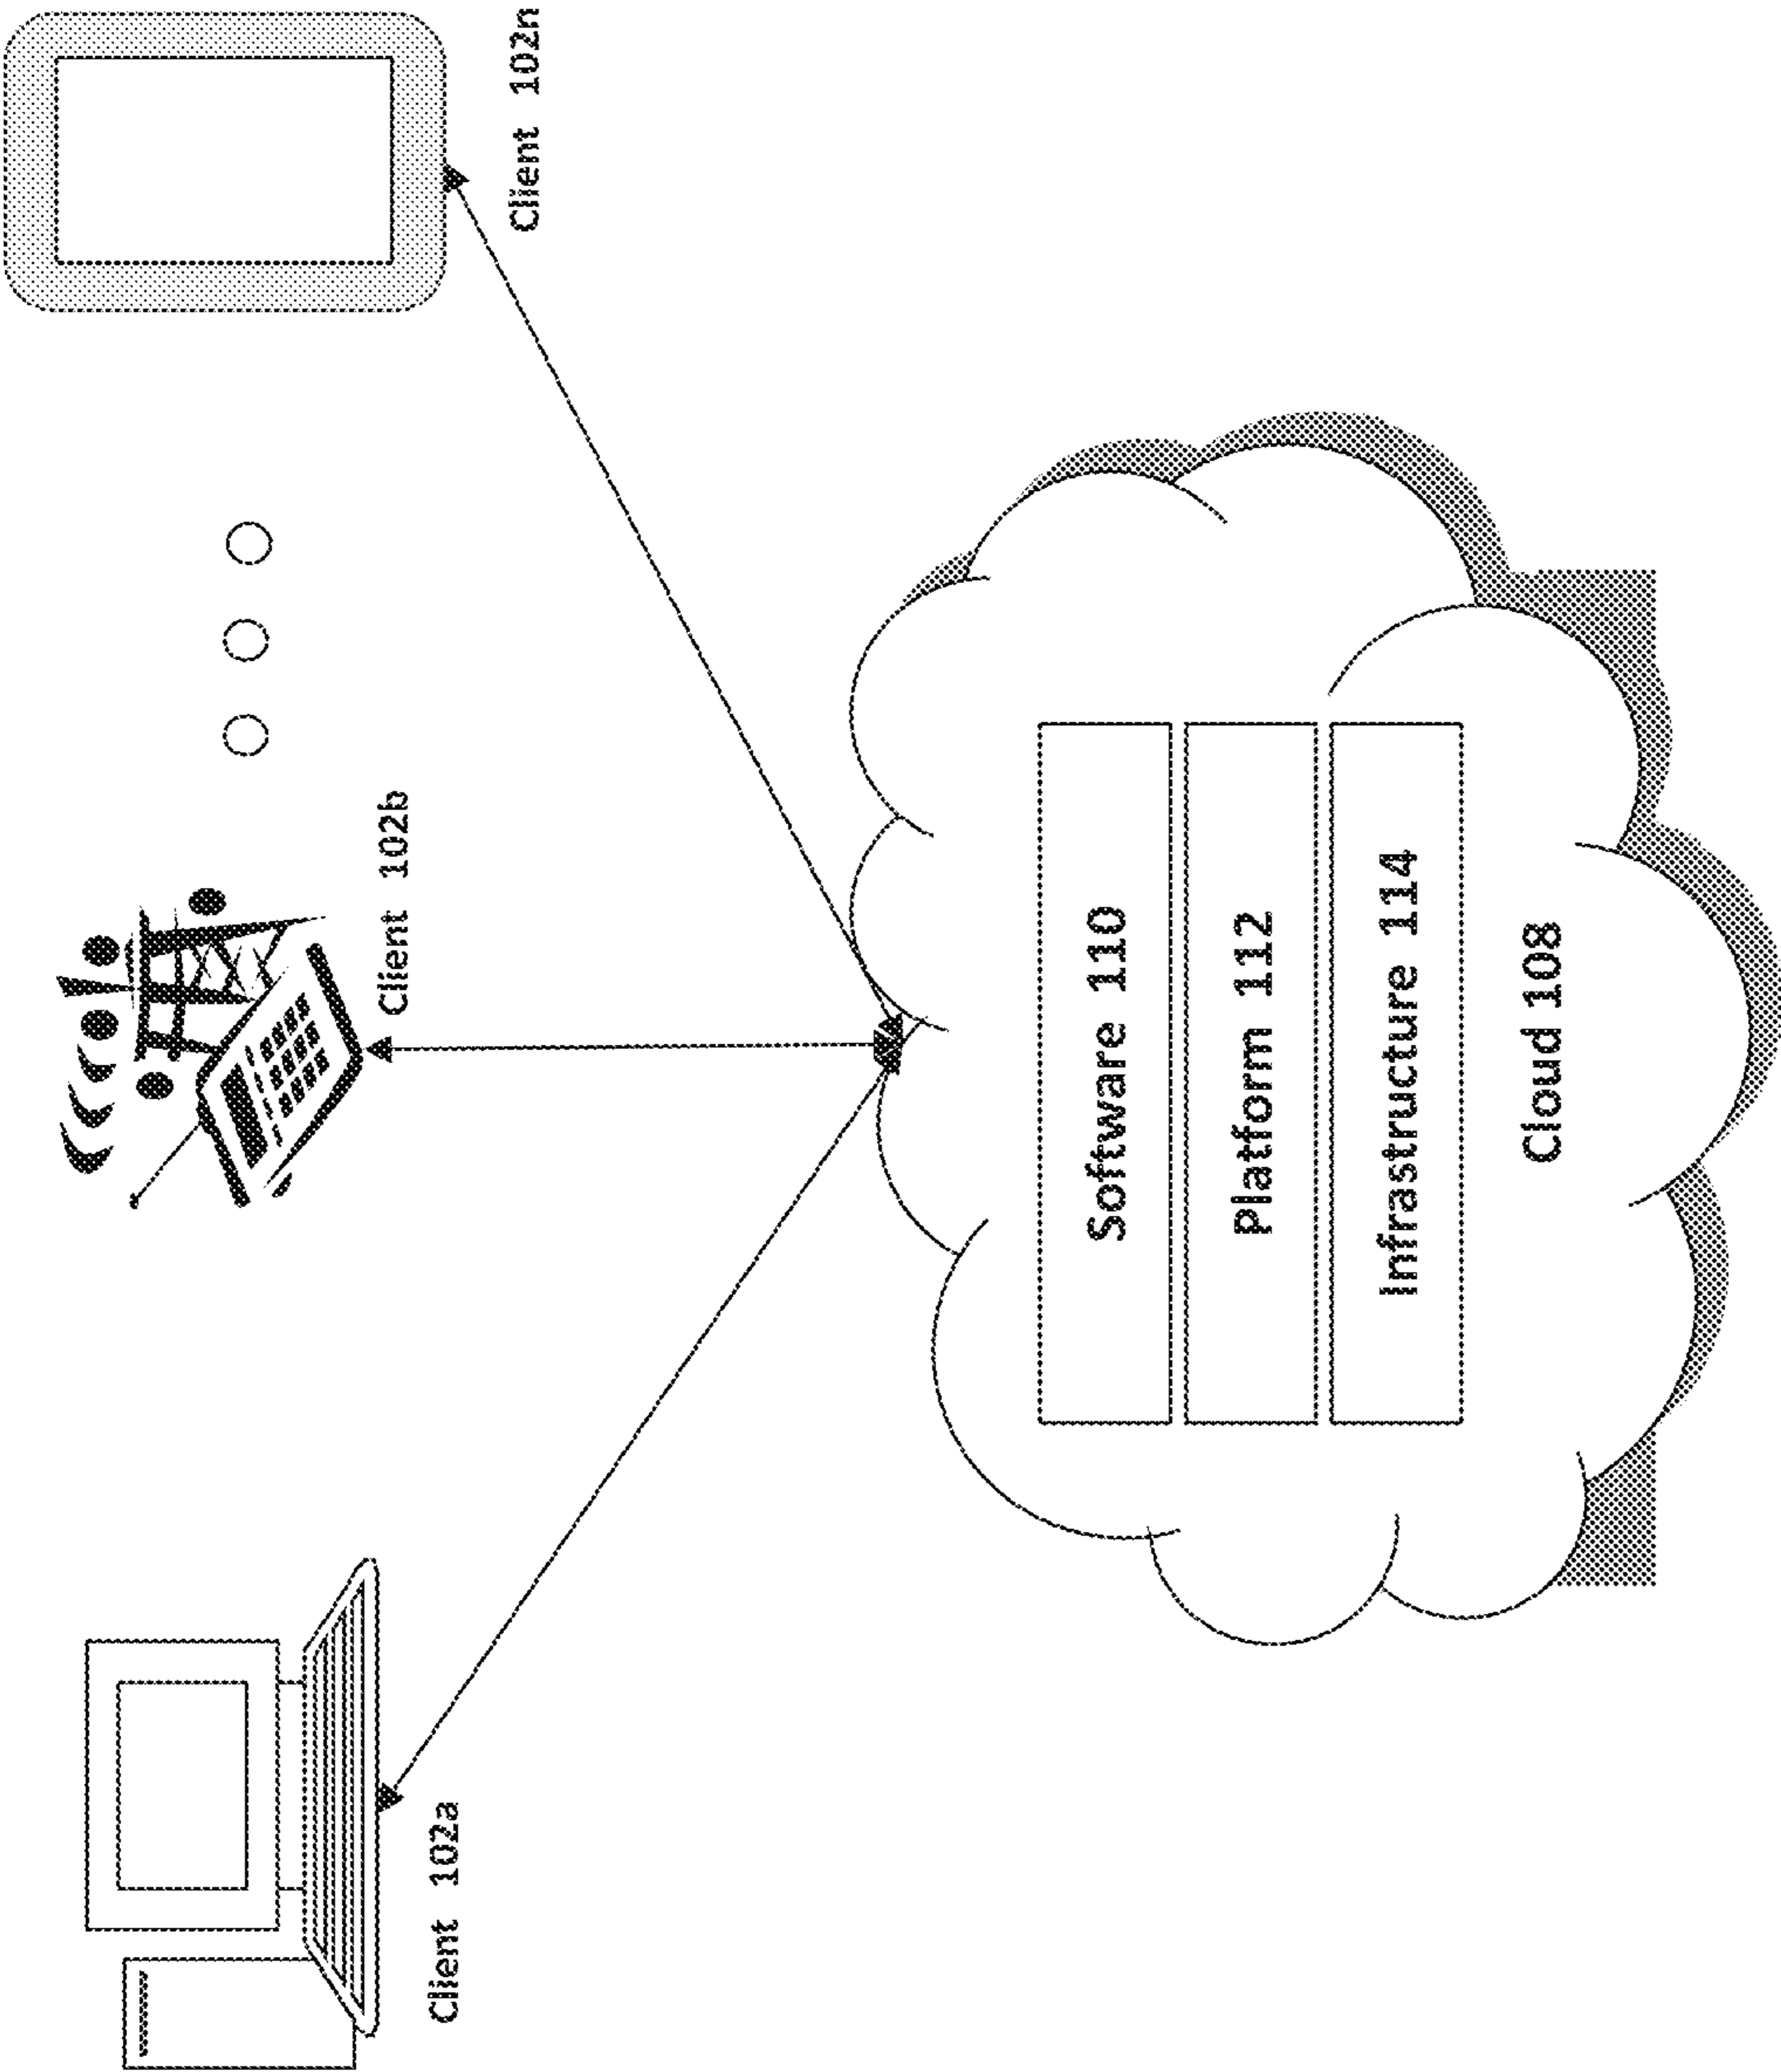 Client 102a
Client 102b
Client 102n
Software 110
Platform 112
Infrastructure 114
Cloud 108